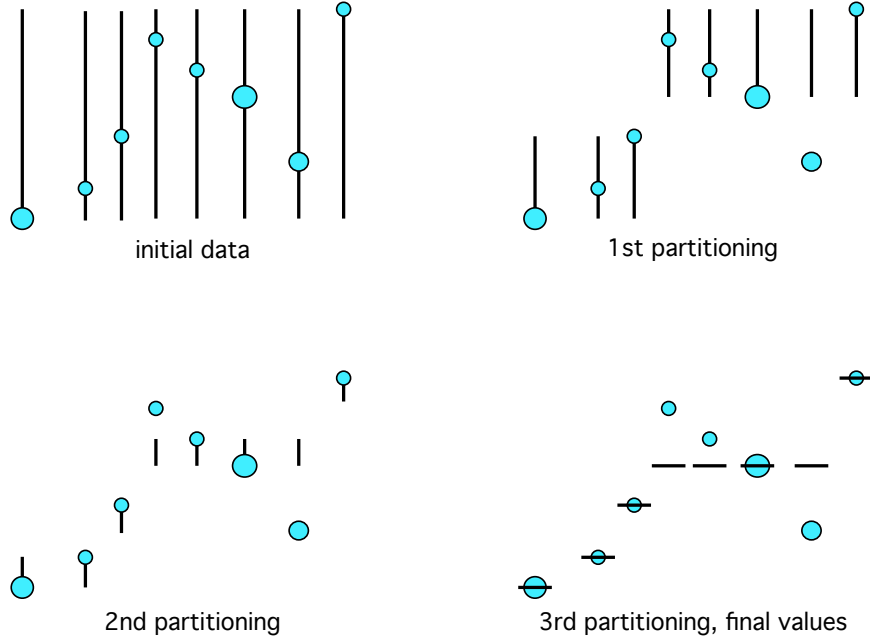 initial data
1st partitioning
2nd partitioning
3rd partitioning, final values